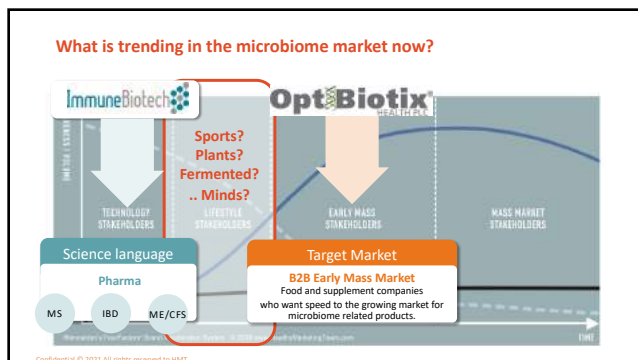 What is trending in the microbiome market now?
ImmuneBiotech
OptiBiotix
HEALTH PLC
Sports?
Plants?
Fermented?
.. Minds?
TECHNOLOGY
STAKEHOLDERS
LIFESTYLE
STAKEHOLDERS
EARLY MASS
STAKEHOLDERS
MASS MARKET
STAKEHOLDERS
Science language
Pharma
MS
IBD
ME/CFS
Target Market
B2B Early Mass Market
Food and supplement companies
who want speed to the growing market for
microbiome related products.
TIME
Confidential © 2021 All rights reserved to HMT